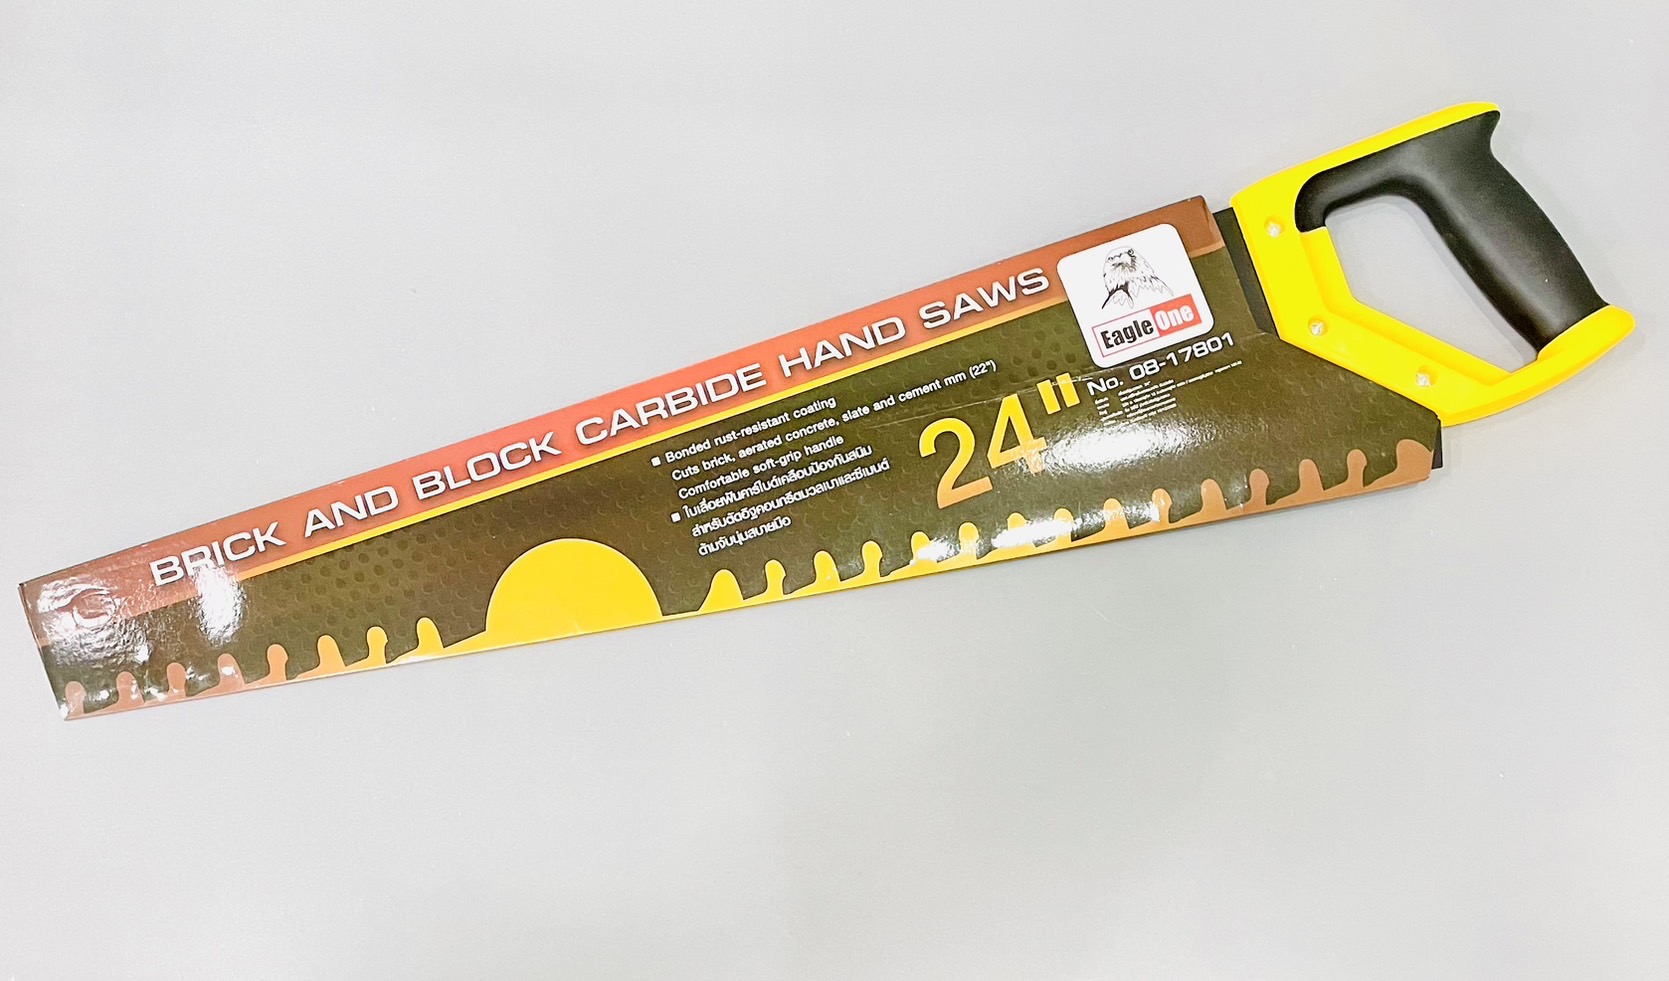 BRICK AND BLOCK CARBIDE HAND SAWS
Eagle One
No. 08-17801
24"
■ Bonded rust-resistant coating
Cuts brick, aerated concrete, slate and cement mm (22")
Comfortable soft-grip handle
■ ใบเลื่อยฟันคาร์ไบด์เคลือบป้องกันสนิม
สำหรับตัดอิฐคอนกรีตมวลเบาและซีเมนต์
ด้ามจับนุ่มสบายมือ